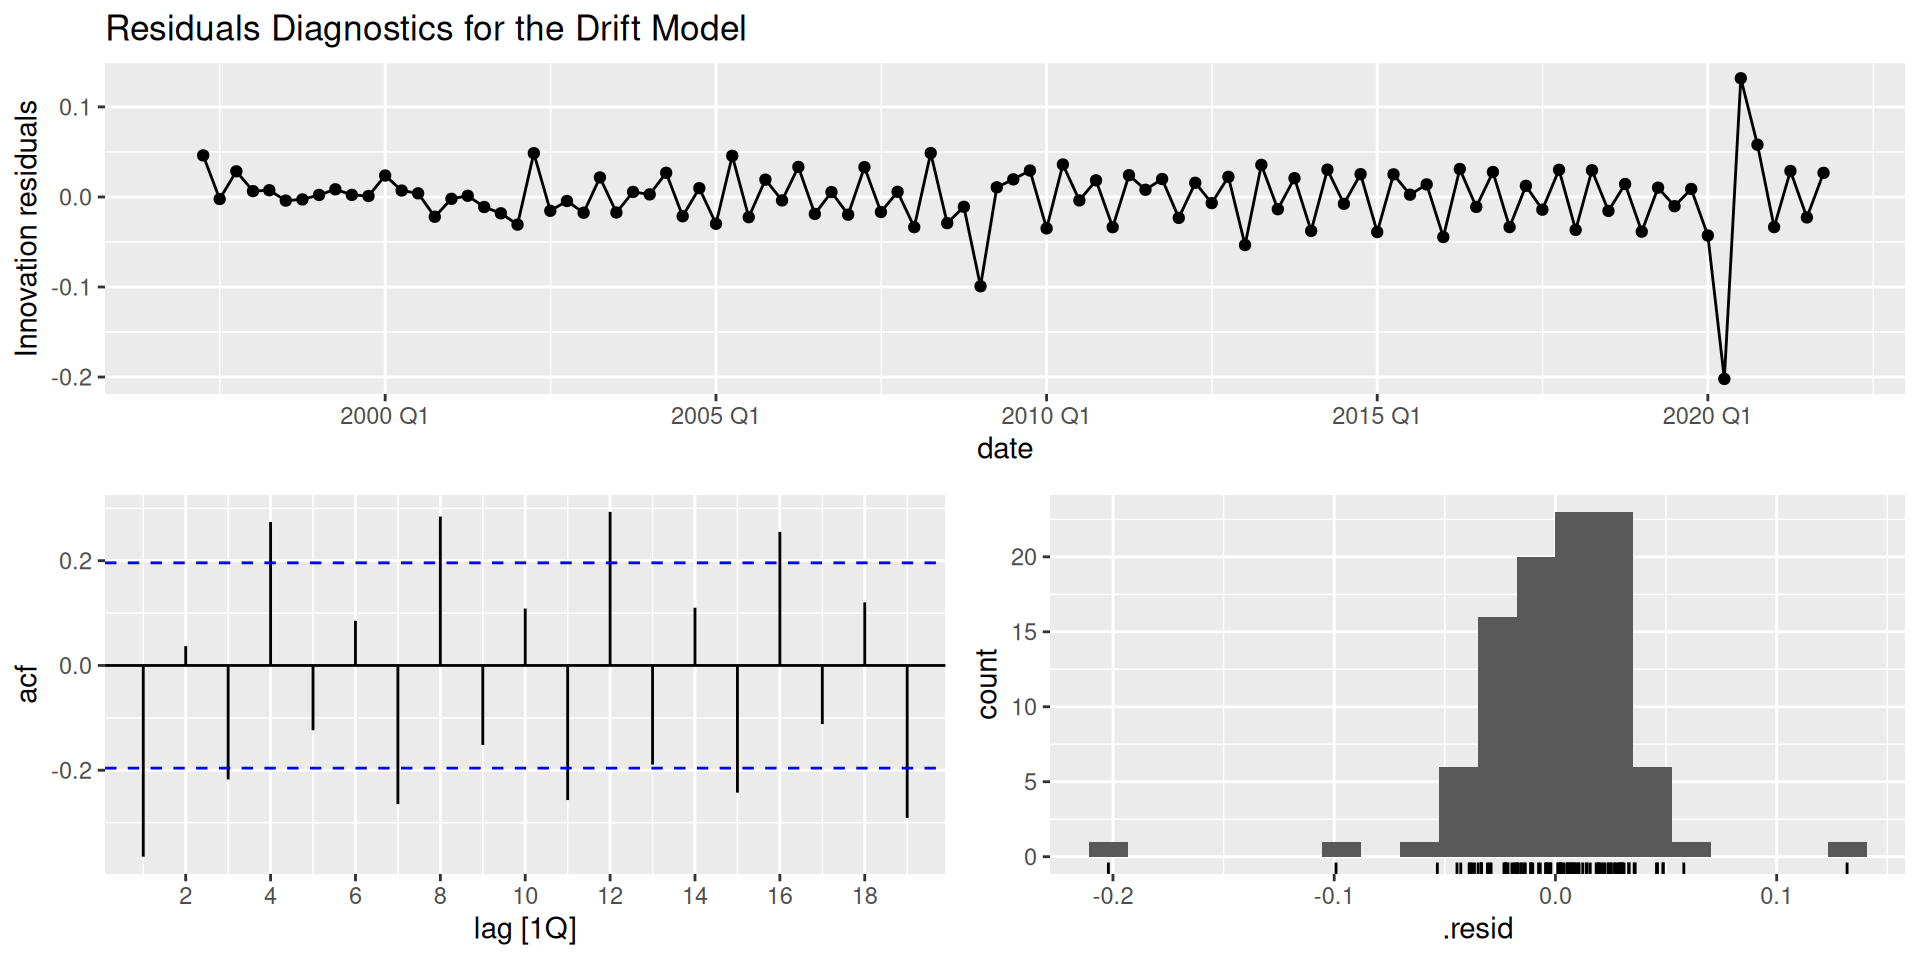 Residuals Diagnostics for the Drift Model
Innovation residuals
0.1
0.0
-0.1
-0.2
2000 Q1 2005 Q1 2010 Q1 2015 Q1 2020 Q1
date
acf
0.2
0.0
-0.2
2 4 6 8 10 12 14 16 18
lag [1Q]
count
20
15
10
5
0
-0.2 -0.1 0.0 0.1
.resid